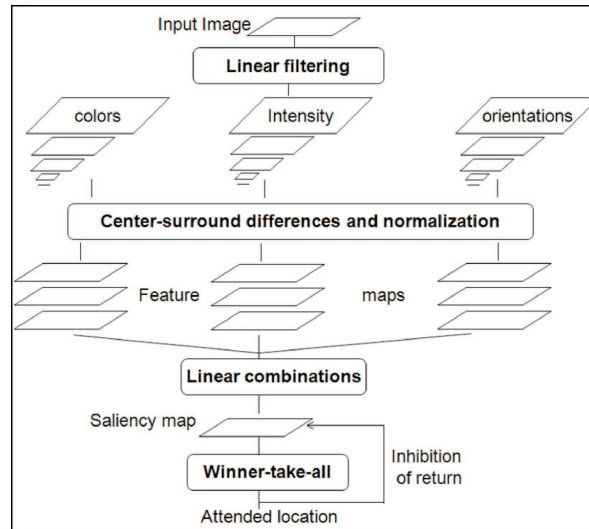 Input Image
Linear filtering
colors
Intensity
orientations
Center-surround differences and normalization
Feature
maps
Linear combinations
Saliency map
Winner-take-all
Inhibition
of return
Attended location